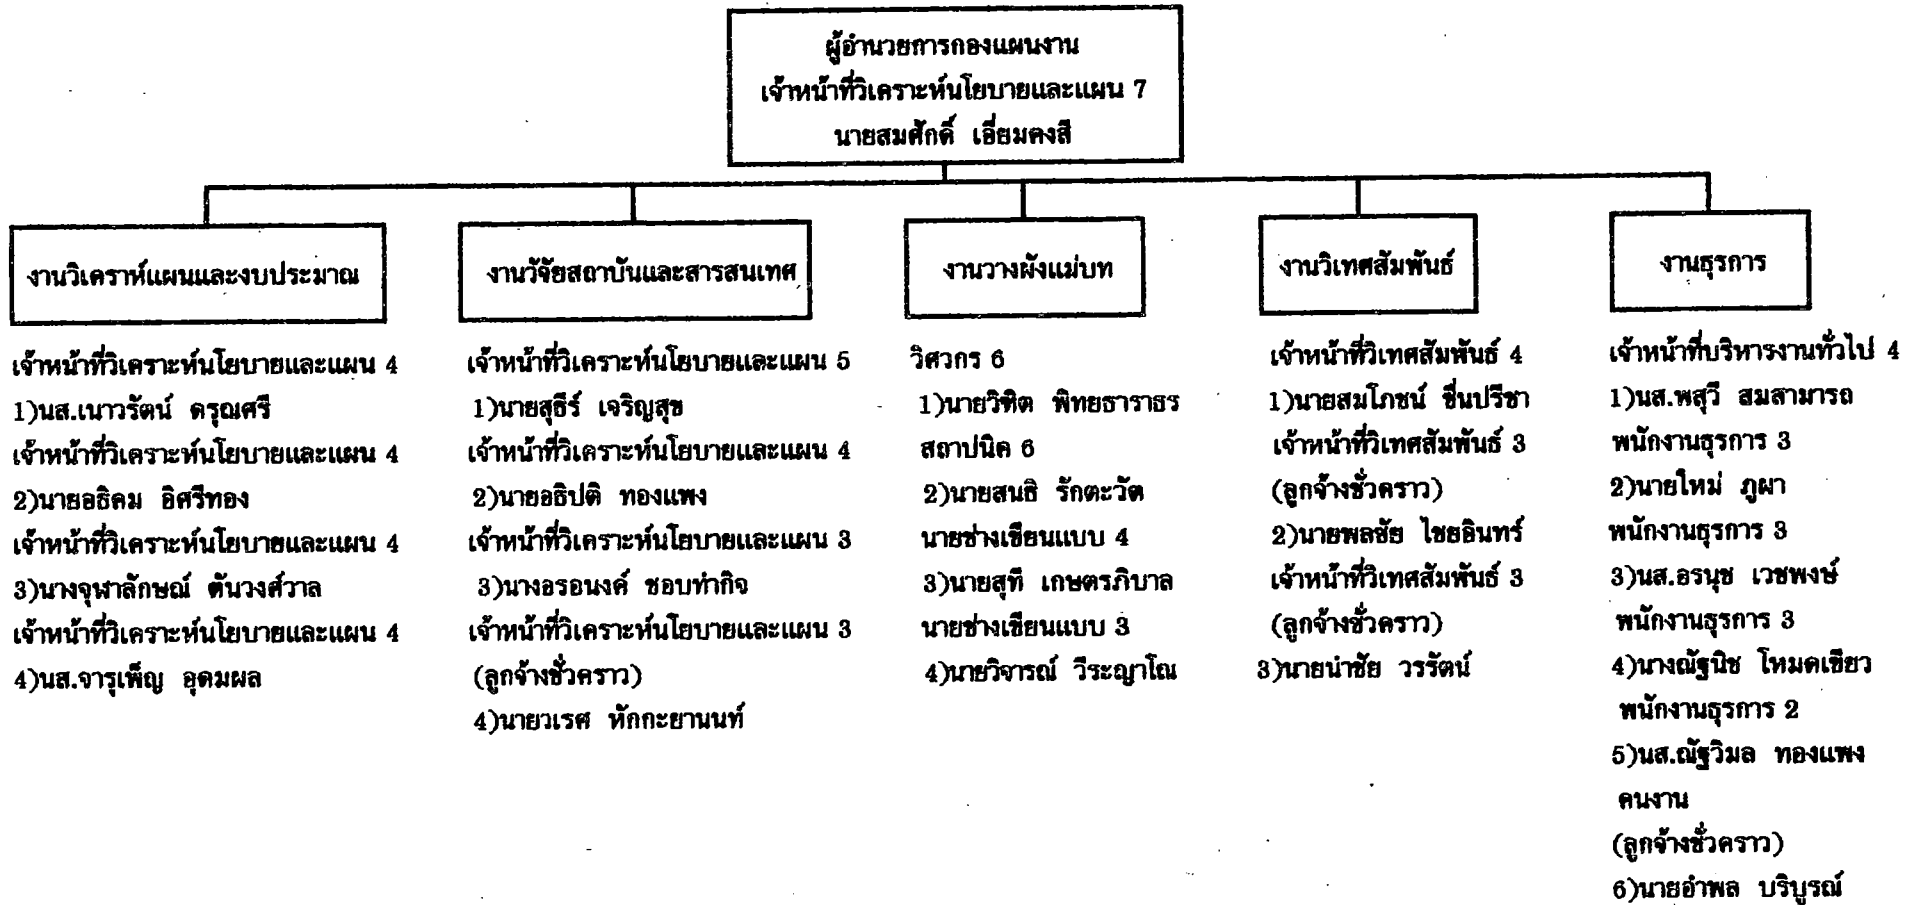 ผู้อำนวยการกองแผนงาน
เจ้าหน้าที่วิเคราะห์นโยบายและแผน 7
นายสมศักดิ์ เอี่ยมคงสี
งานวิเคราห์แผนและงบประมาณ
เจ้าหน้าที่วิเคราะห์นโยบายและแผน 4
1)นส.เนาวรัตน์ ดรุณศรี
เจ้าหน้าที่วิเคราะห์นโยบายและแผน 4
2)นายอธิคม อิศรีทอง
เจ้าหน้าที่วิเคราะห์นโยบายและแผน 4
3)นางจุฬาลักษณ์ ตันวงศ์วาล
เจ้าหน้าที่วิเคราะห์นโยบายและแผน 4
4)นส.จารุเพ็ญ อุดมผล
งานวิจัยสถาบันและสารสนเทศ
เจ้าหน้าที่วิเคราะห์นโยบายและแผน 5
1)นายสุธีร์ เจริญสุข
เจ้าหน้าที่วิเคราะห์นโยบายและแผน 4
2)นายอธิปติ ทองแพง
เจ้าหน้าที่วิเคราะห์นโยบายและแผน 3
3)นางอรอนงค์ ชอบทำกิจ
เจ้าหน้าที่วิเคราะห์นโยบายและแผน 3
(ลูกจ้างชั่วคราว)
4)นายวเรศ หักกะยานนท์
งานวางผังแม่บท
วิศวกร 6
1)นายวิฑิต พิทยธาราธร
สถาปนิค 6
2)นายสนธิ รักตะวัต
นายช่างเขียนแบบ 4
3)นายสุที เกษตรภิบาล
นายช่างเขียนแบบ 3
4)นายวิจารณ์ วีระญาโณ
งานวิเทศสัมพันธ์
เจ้าหน้าที่วิเทศสัมพันธ์ 4
1)นายสมโภชน์ ชื่นปรีชา
เจ้าหน้าที่วิเทศสัมพันธ์ 3
(ลูกจ้างชั่วคราว)
2)นายพลชัย ไชยอินทร์
เจ้าหน้าที่วิเทศสัมพันธ์ 3
(ลูกจ้างชั่วคราว)
3)นายนำชัย วรรัตน์
งานธุรการ
เจ้าหน้าที่บริหารงานทั่วไป 4
1)นส.พสุวี สมสามารถ
พนักงานธุรการ 3
2)นายใหม่ ภูผา
พนักงานธุรการ 3
3)นส.อรนุช เวชพงษ์
พนักงานธุรการ 3
4)นางณัฐนิช โหมดเขียว
พนักงานธุรการ 2
5)นส.ณัฐวิมล ทองแพง
คนงาน
(ลูกจ้างชั่วคราว)
6)นายอำพล บริบูรณ์